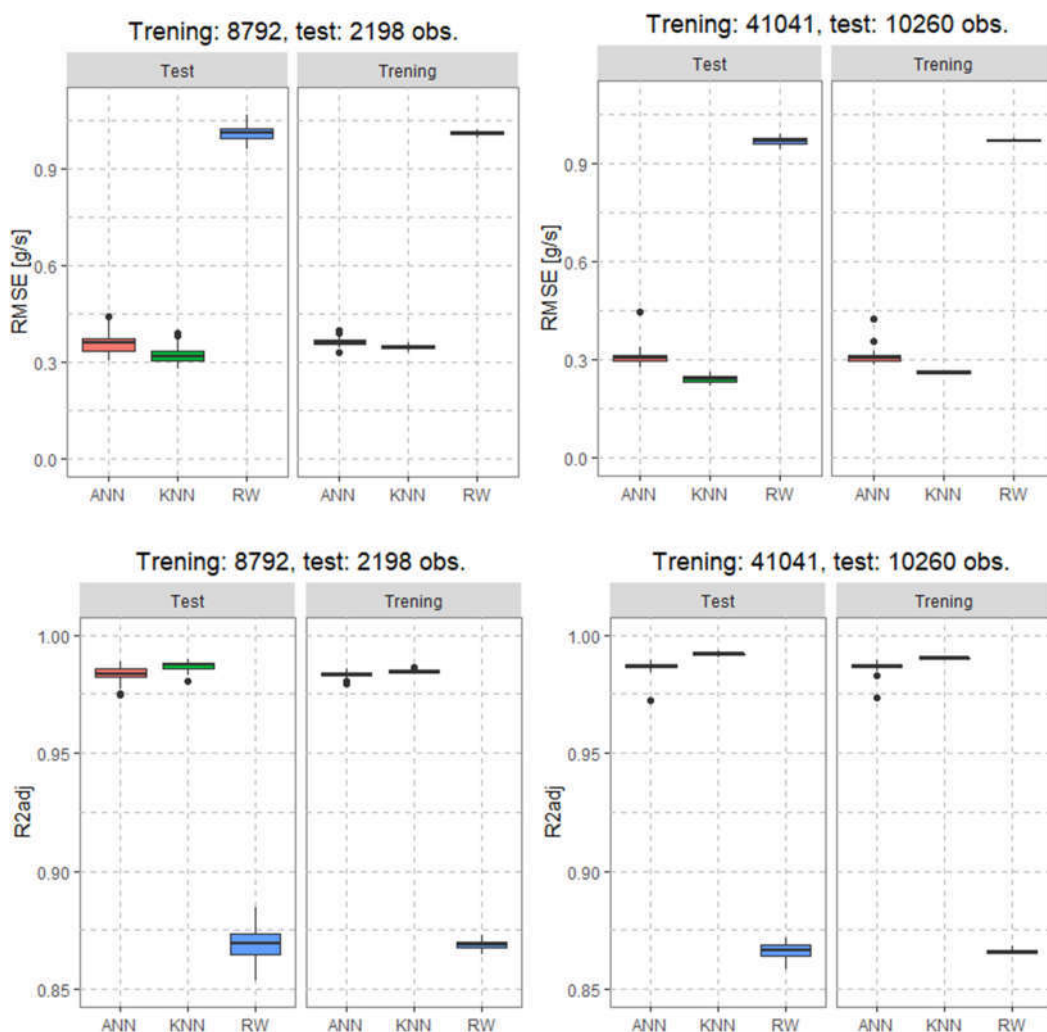 Trening: 8792, test: 2198 obs.
Test
Trening
RMSE [g/s]
0.9
0.6
0.3
0.0
ANN
KNN
RW
ANN
KNN
RW
Trening: 41041, test: 10260 obs.
Test
Trening
RMSE [g/s]
0.9
0.6
0.3
0.0
ANN
KNN
RW
ANN
KNN
RW
Trening: 8792, test: 2198 obs.
Test
Trening
R2adj
1.00
0.95
0.90
0.85
ANN
KNN
RW
ANN
KNN
RW
Trening: 41041, test: 10260 obs.
Test
Trening
R2adj
1.00
0.95
0.90
0.85
ANN
KNN
RW
ANN
KNN
RW